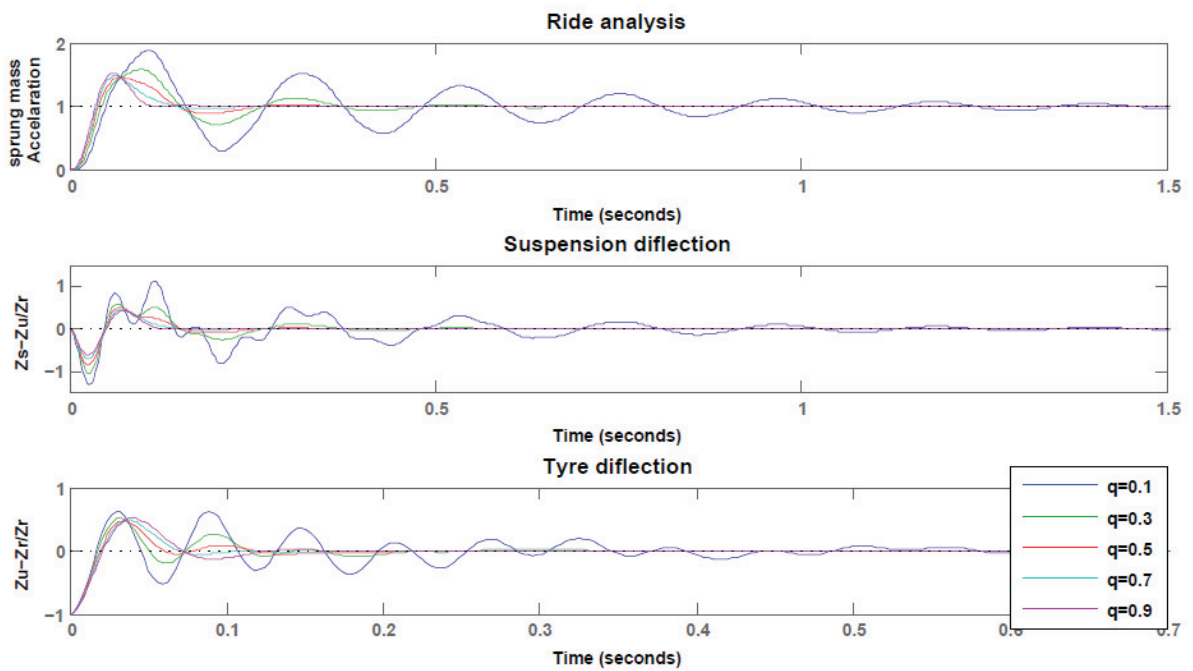 Ride analysis
sprung mass
Accelaration
2
1
0
0
0.5
1
1.5
Time (seconds)
Suspension diflection
Zs-Zu/Zr
1
0
−1
0
0.5
1
1.5
Time (seconds)
Tyre diflection
Zu-Zr/Zr
1
0
−1
0
0.1
0.2
0.3
0.4
0.5
0.6
0.7
Time (seconds)
q=0.1
q=0.3
q=0.5
q=0.7
q=0.9